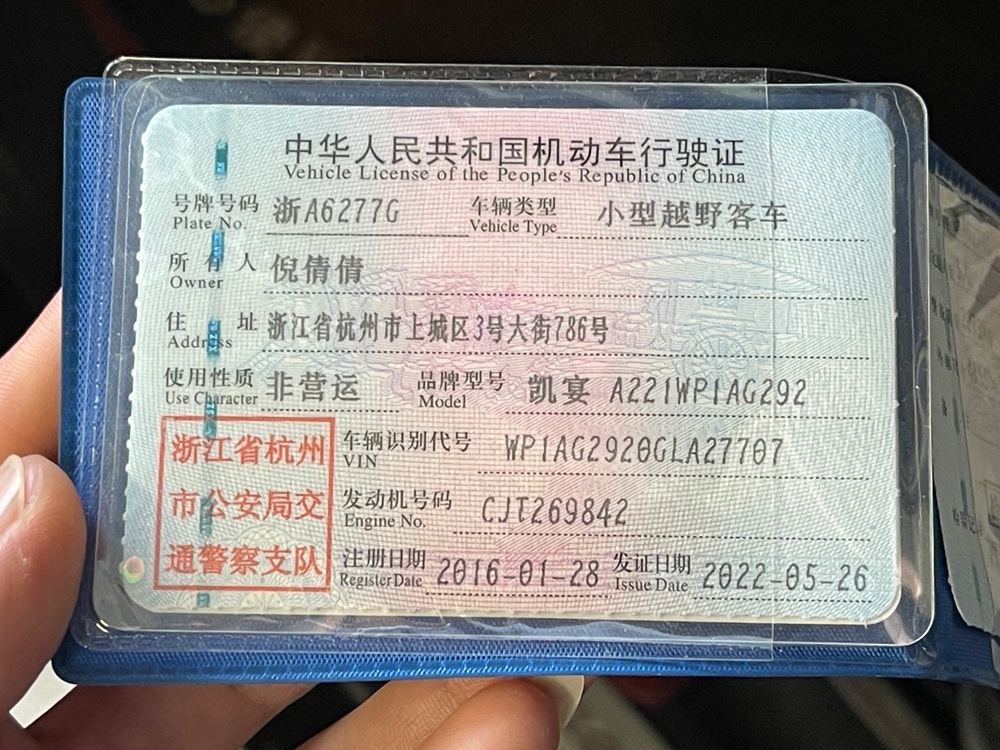 中华人民共和国机动车行驶证
Vehicle License of the People's Republic of China
号牌号码 浙A6277G 车辆类型 小型越野客车
Plate No. Vehicle Type
所有人 倪倩倩
Owner
住址 浙江省杭州市上城区3号大街786号
Address
使用性质 非营运 品牌型号 凯宴 A221WP1AG292
Use Character Model
浙江省杭州
市公安局交
通警察支队
车辆识别代号 WP1AG2920GLA27707
VIN
发动机号码 CJT269842
Engine No.
注册日期 2016-01-28 发证日期 2022-05-26
Register Date Issue Date